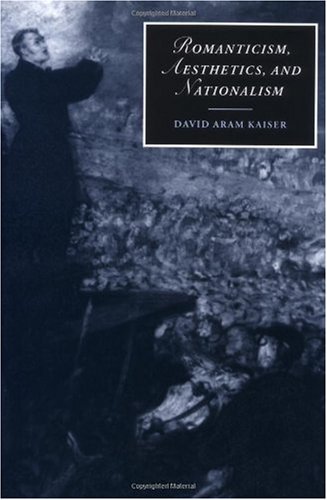 ROMANTICISM,
AESTHETICS, AND
NATIONALISM
DAVID ARAM KAISER